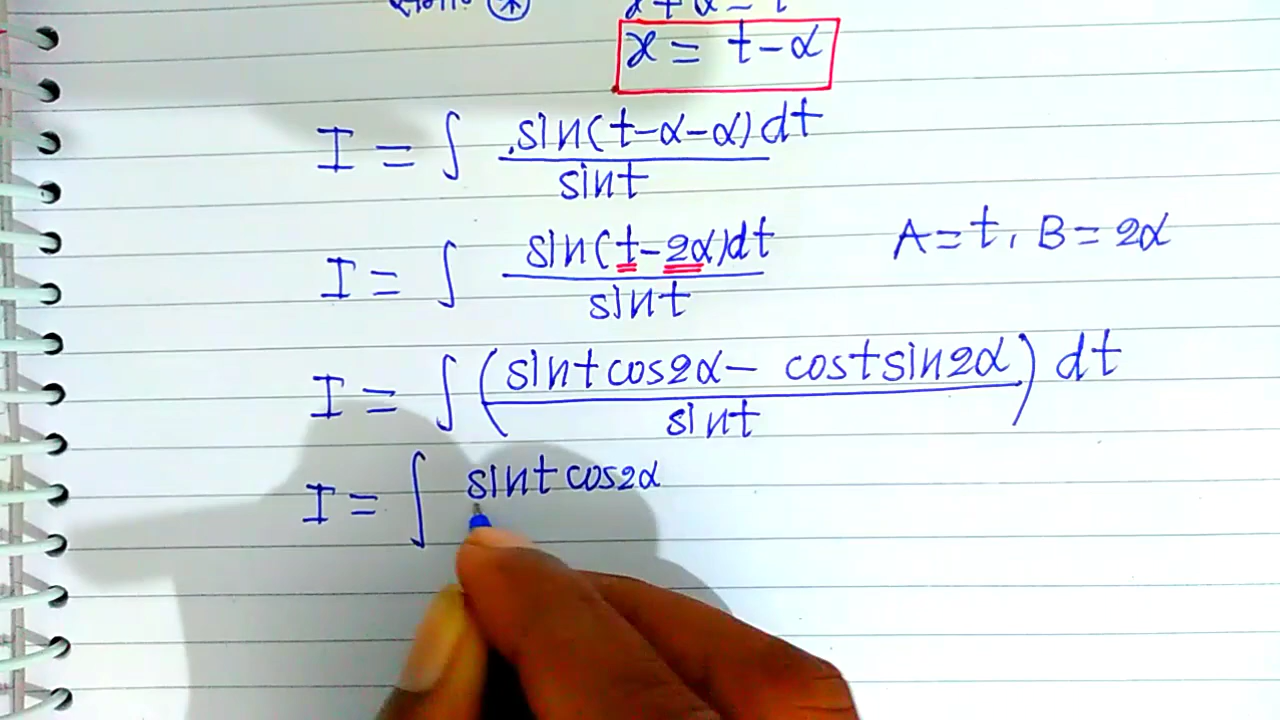 x = t - α
I = ∫ sin(t-α-α)dt / sint
I = ∫ sin(t-2α)dt / sint A = t, B = 2α
I = ∫ (sint cos2α - cost sin2α / sint) dt
I = ∫ sint cos2α